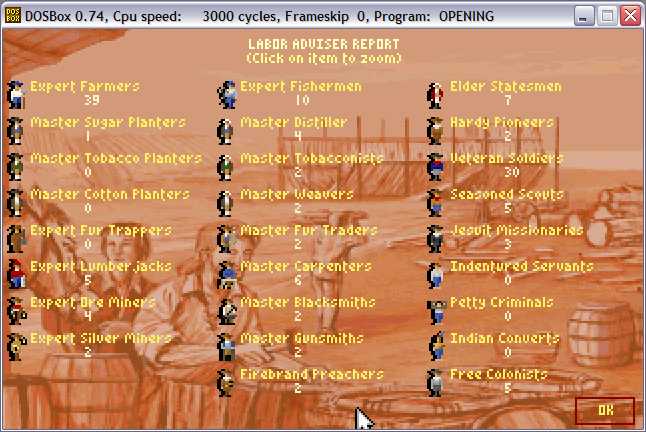 DOS
BOX
DOSBox 0.74, Cpu speed: 3000 cycles, Frameskip 0, Program: OPENING
LABOR ADVISER REPORT
(Click on item to zoom)
Expert Farmers
39
Master Sugar Planters
1
Master Tobacco Planters
0
Master Cotton Planters
0
Expert Fur Trappers
0
Expert Lumberjacks
5
Expert Ore Miners
4
Expert Silver Miners
2
Expert Fishermen
10
Master Distiller
4
Master Tobacconists
2
Master Weavers
2
Master Fur Traders
2
Master Carpenters
6
Master Blacksmiths
2
Master Gunsmiths
2
Firebrand Preachers
2
Elder Statesmen
7
Hardy Pioneers
2
Veteran Soldiers
30
Seasoned Scouts
5
Jesuit Missionaries
3
Indentured Servants
0
Petty Criminals
0
Indian Converts
0
Free Colonists
5
OK